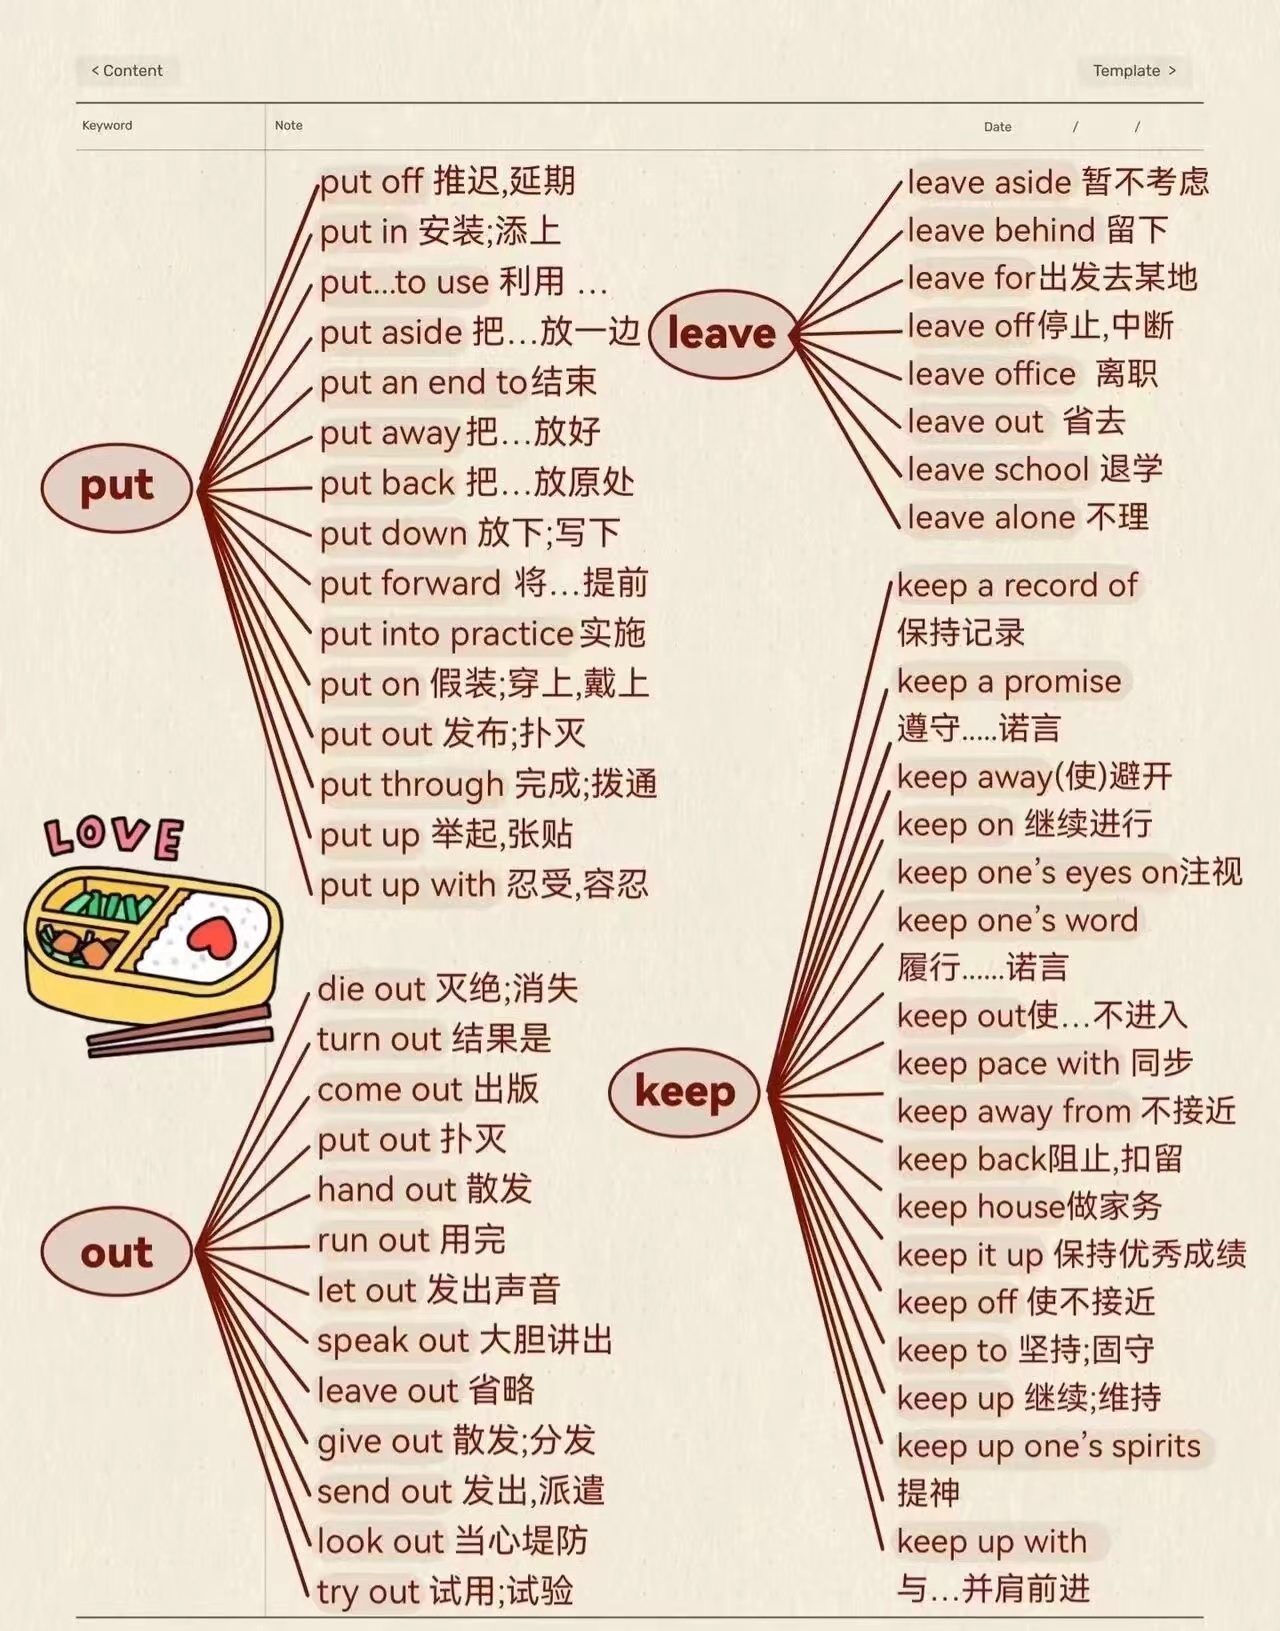 < Content
Template >
Keyword
Note
Date / /
put
put off 推迟,延期
put in 安装;添上
put...to use 利用 …
put aside 把…放一边
put an end to结束
put away把…放好
put back 把…放原处
put down 放下;写下
put forward 将…提前
put into practice实施
put on 假装;穿上,戴上
put out 发布;扑灭
put through 完成;拨通
put up 举起,张贴
put up with 忍受,容忍
leave
leave aside 暂不考虑
leave behind 留下
leave for出发去某地
leave off停止,中断
leave office 离职
leave out 省去
leave school 退学
leave alone 不理
LOVE
out
die out 灭绝;消失
turn out 结果是
come out 出版
put out 扑灭
hand out 散发
run out 用完
let out 发出声音
speak out 大胆讲出
leave out 省略
give out 散发;分发
send out 发出,派遣
look out 当心堤防
try out 试用;试验
keep
keep a record of
保持记录
keep a promise
遵守.....诺言
keep away(使)避开
keep on 继续进行
keep one’s eyes on注视
keep one’s word
履行......诺言
keep out使…不进入
keep pace with 同步
keep away from 不接近
keep back阻止,扣留
keep house做家务
keep it up 保持优秀成绩
keep off 使不接近
keep to 坚持;固守
keep up 继续;维持
keep up one’s spirits
提神
keep up with
与…并肩前进